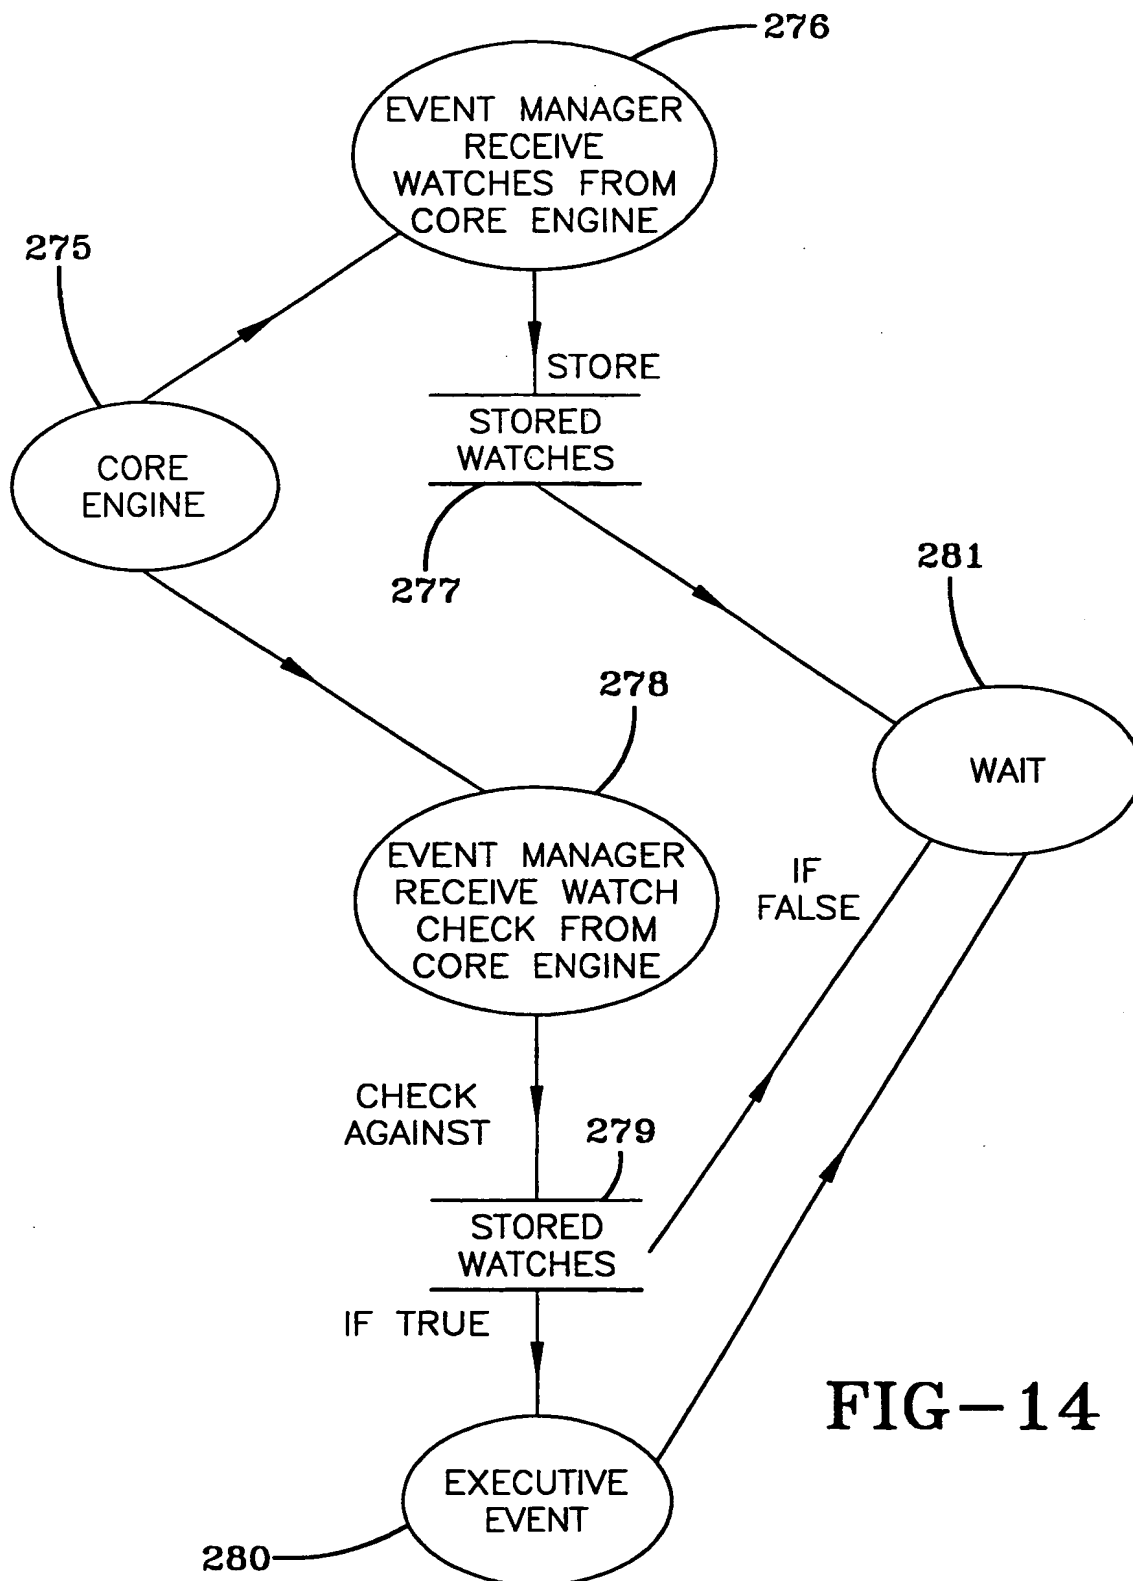 276
EVENT MANAGER
RECEIVE
WATCHES FROM
CORE ENGINE
275
STORE
STORED
WATCHES
CORE
ENGINE
277
281
278
WAIT
EVENT MANAGER
RECEIVE WATCH
CHECK FROM
CORE ENGINE
IF
FALSE
CHECK
AGAINST
279
STORED
WATCHES
IF TRUE
FIG-14
EXECUTIVE
EVENT
280